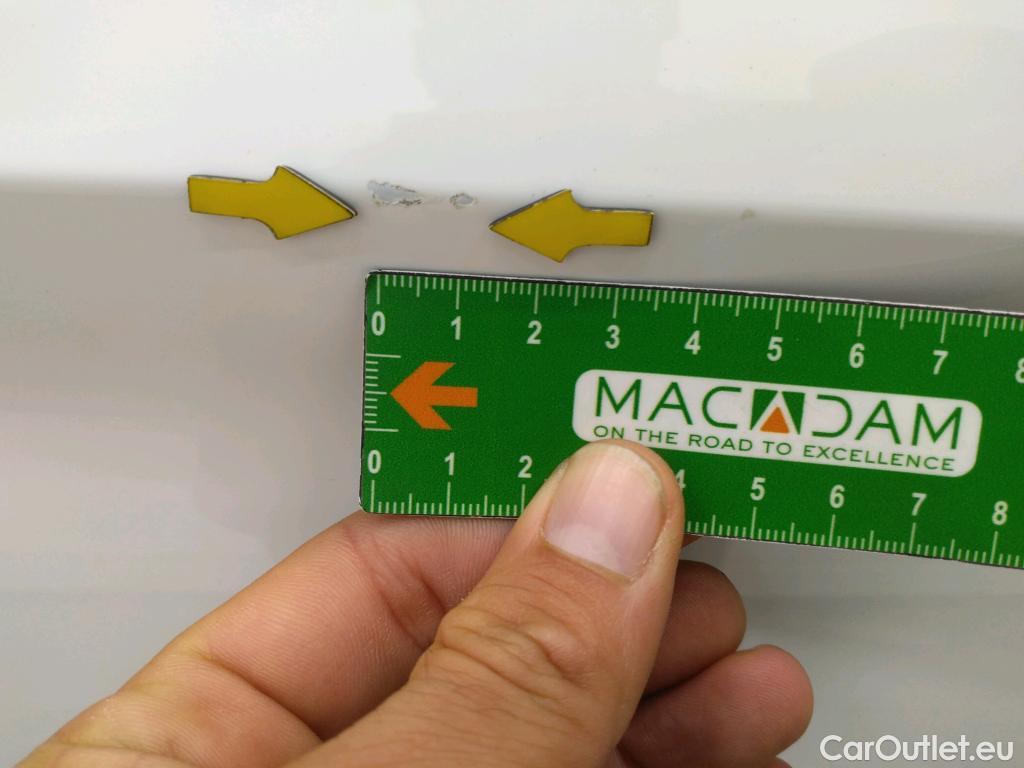 0 1 2 3 4 5 6 7 8
MACADAM
ON THE ROAD TO EXCELLENCE
0 1 2 4 5 6 7 8
CarOutlet.eu